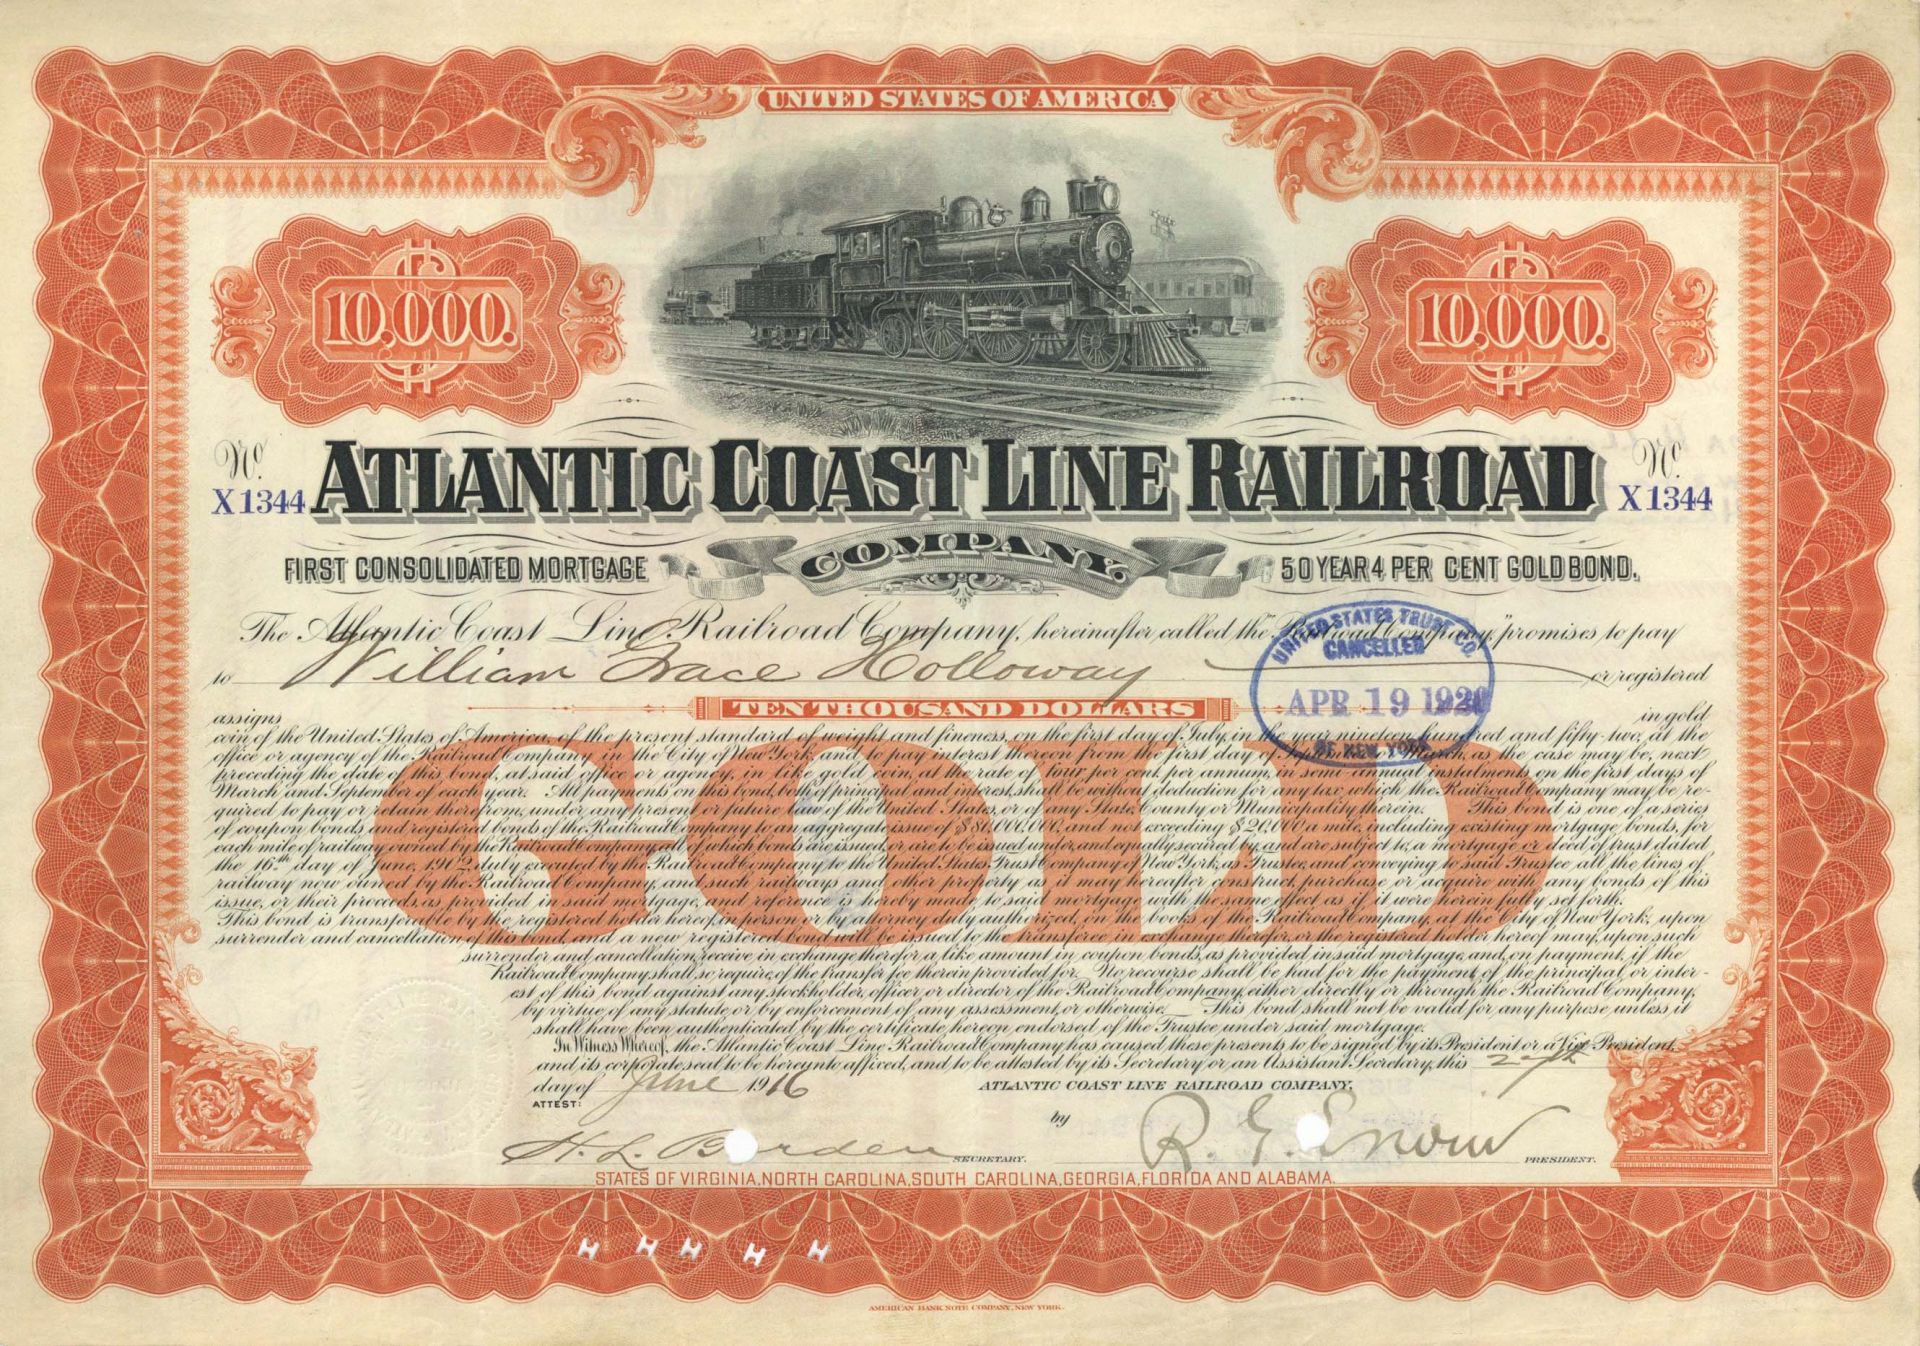 UNITED STATES OF AMERICA
10,000.
10,000.
No.
X1344
ATLANTIC COAST LINE RAILROAD
No.
X1344
COMPANY.
FIRST CONSOLIDATED MORTGAGE
50 YEAR 4 PER CENT GOLD BOND.
The Atlantic Coast Line Railroad Company, hereinafter called the "Railroad Company," promises to pay
to William Grace Holloway or registered
assigns TEN THOUSAND DOLLARS in gold
UNITED STATES TRUST CO.
CANCELLED
APR 19 192
OF NEW YORK
GOLD
coin of the United States of America, of the present standard of weight and fineness, on the first day of July, in the year nineteen hundred and fifty-two, at the
office or agency of the Railroad Company in the City of New York, and to pay interest thereon from the first day of March, as the case may be, next
preceding the date of this bond, at said office or agency, in like gold coin, at the rate of four per cent. per annum, in semi-annual instalments on the first days of
March and September of each year. All payments on this bond, both of principal and interest, shall be without deduction for any tax which the Railroad Company may be re-
quired to pay or retain therefrom, under any present or future law of the United States, or of any State, County or Municipality therein. This bond is one of a series
of coupon bonds and registered bonds of the Railroad Company to an aggregate issue of $80,000,000, and not exceeding $20,000 a mile, including existing mortgage bonds, for
each mile of railway owned by the Railroad Company, all of which bonds are issued, or are to be issued under, and equally secured by, and are subject to, a mortgage or deed of trust dated
the 16th day of June, 1902, duly executed by the Railroad Company to the United States Trust Company of New York, as Trustee, and conveying to said Trustee all the lines of
railway now owned by the Railroad Company, and such railways and other property as it may hereafter construct, purchase or acquire with any bonds of this
issue, or their proceeds, as provided in said mortgage, and reference is hereby made to said mortgage with the same effect as if it were herein fully set forth.
This bond is transferable by the registered holder hereof, in person or by attorney duly authorized, on the books of the Railroad Company, at the City of New York, upon
surrender and cancellation of this bond, and a new registered bond will be issued to the transferee in exchange therefor, or the registered holder hereof may, upon such
surrender and cancellation, receive in exchange therefor a like amount in coupon bonds, as provided in said mortgage, and, on payment, if the
Railroad Company shall so require, of the transfer fee therein provided for. No recourse shall be had for the payment of the principal or inter-
est of this bond against any stockholder, officer or director of the Railroad Company, either directly or through the Railroad Company,
by virtue of any statute or by enforcement of any assessment, or otherwise. This bond shall not be valid for any purpose unless it
shall have been authenticated by the certificate hereon endorsed of the Trustee under said mortgage.
In Witness Whereof, the Atlantic Coast Line Railroad Company has caused these presents to be signed by its President or a Vice-President,
and its corporate seal to be hereunto affixed, and to be attested by its Secretary or an Assistant Secretary, this 27th
day of June 1916
ATLANTIC COAST LINE RAILROAD COMPANY,
ATTEST:
by
H. L. Borden
SECRETARY.
PRESIDENT.
STATES OF VIRGINIA, NORTH CAROLINA, SOUTH CAROLINA, GEORGIA, FLORIDA AND ALABAMA.
H H H H H
AMERICAN BANK NOTE COMPANY, NEW YORK.